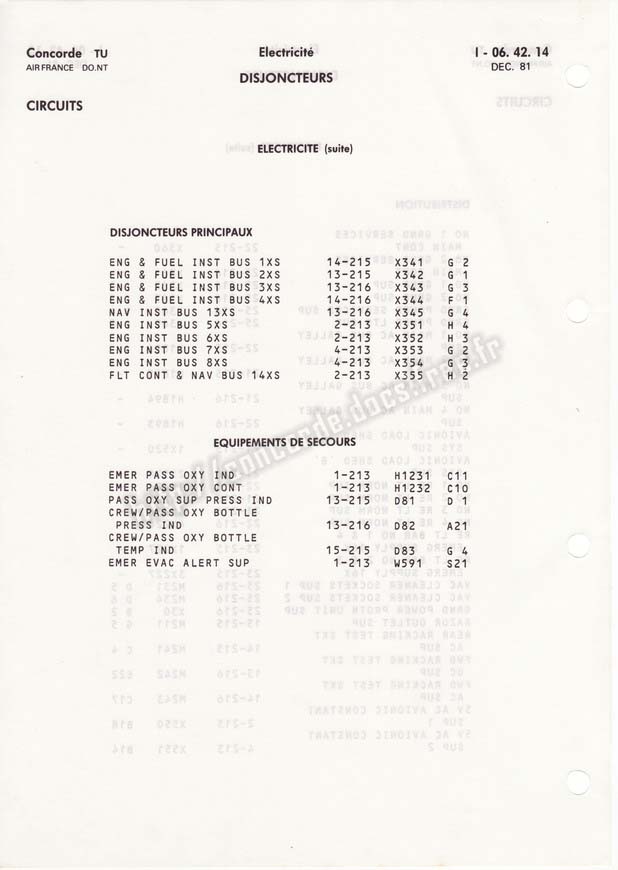 Concorde TU
AIR FRANCE DO.NT
Electricité
DISJONCTEURS
I - 06. 42. 14
DEC. 81
CIRCUITS
ELECTRICITE (suite)
DISJONCTEURS PRINCIPAUX
ENG & FUEL INST BUS 1XS 14-215 X341 G 2
ENG & FUEL INST BUS 2XS 13-215 X342 G 1
ENG & FUEL INST BUS 3XS 13-216 X343 G 3
ENG & FUEL INST BUS 4XS 14-216 X344 F 1
NAV INST BUS 13XS 13-216 X345 G 4
ENG INST BUS 5XS 2-213 X351 H 4
ENG INST BUS 6XS 2-213 X352 H 3
ENG INST BUS 7XS 4-213 X353 G 2
ENG INST BUS 8XS 4-213 X354 G 3
FLT CONT & NAV BUS 14XS 2-213 X355 H 2
EQUIPEMENTS DE SECOURS
EMER PASS OXY IND 1-213 H1231 C11
EMER PASS OXY CONT 1-213 H1232 C10
PASS OXY SUP PRESS IND 13-215 D81 D 1
CREW/PASS OXY BOTTLE
PRESS IND 13-216 D82 A21
CREW/PASS OXY BOTTLE
TEMP IND 15-215 D83 G 4
EMER EVAC ALERT SUP 1-213 W591 S21
http://concorde.docs.free.fr